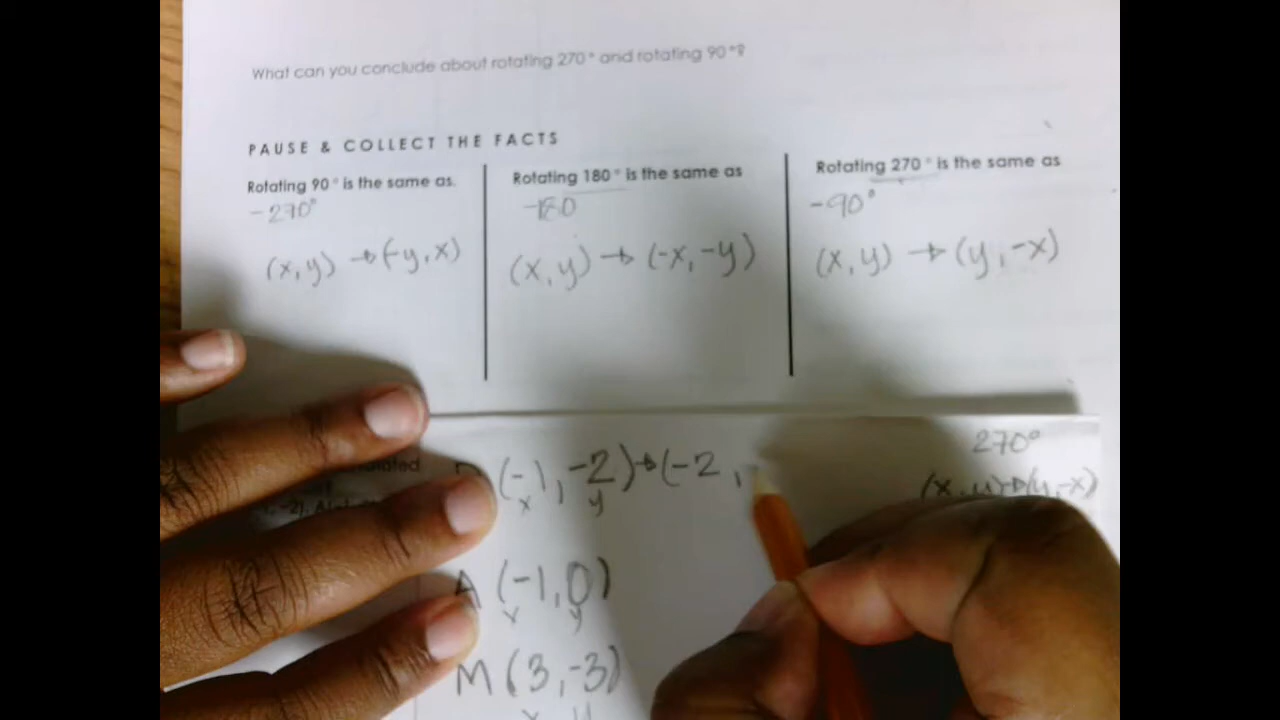 What can you conclude about rotating 270° and rotating 90°?
PAUSE & COLLECT THE FACTS
Rotating 90° is the same as.
-270°
(x,y) → (-y,x)
Rotating 180° is the same as
-180
(x,y) → (-x,-y)
Rotating 270° is the same as
-90°
(x,y) → (y,-x)
270°
(x,y) → (y,-x)
(-1,-2) → (-2,
x y
A (-1,0)
x y
M (3,-3)
x y